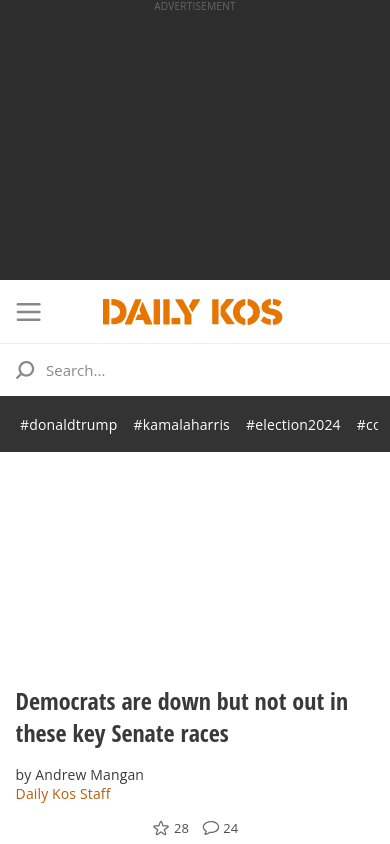 ADVERTISEMENT
DAILY KOS
Search...
#donaldtrump #kamalaharris #election2024
Democrats are down but not out in
these key Senate races
by Andrew Mangan
Daily Kos Staff
28 24